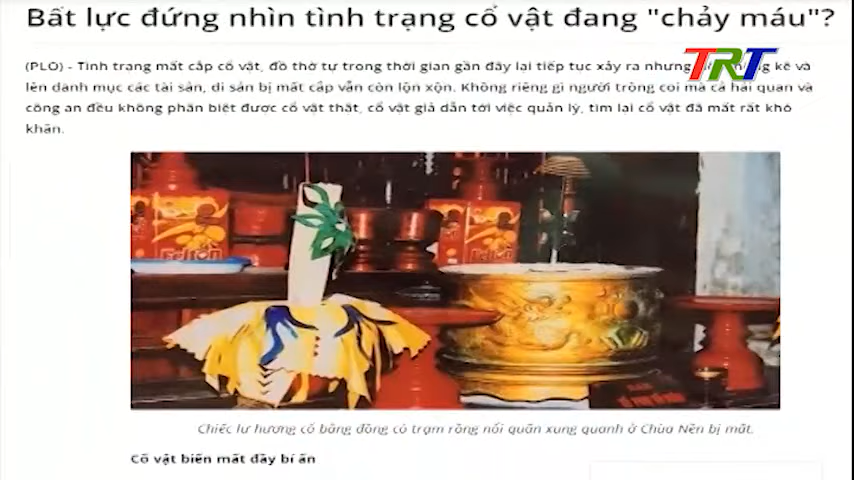 Bất lực đứng nhìn tình trạng cổ vật đang "chảy máu"?
TRT
(PLO) - Tình trạng mất cắp cổ vật, đồ thờ tự trong thời gian gần đây lại tiếp tục xảy ra nhưng kê và
lên danh mục các tài sản, di sản bị mất cắp vẫn còn lộn xộn. Không riêng gì người trông coi mà cả hải quan và
công an đều không phân biệt được cổ vật thật, cổ vật giả dẫn tới việc quản lý, tìm lại cổ vật đã mất rất khó
khăn.
Chiếc lư hương cổ bằng đồng có trạm rồng nổi quấn xung quanh ở Chùa Nền bị mất.
Cổ vật biến mất đầy bí ẩn